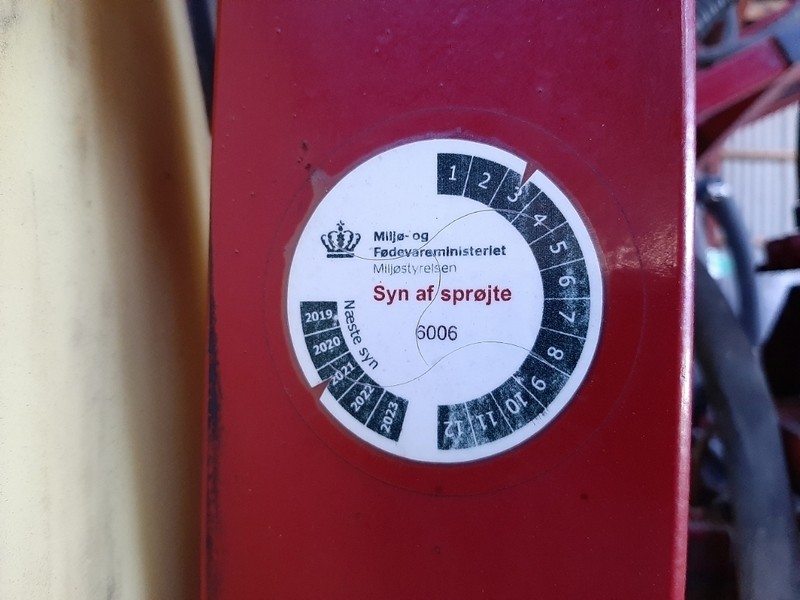 1 2 3 4 5 6 7 8 9 10 11 12
Miljø- og
Fødevareministeriet
Miljøstyrelsen
Syn af sprøjte
6006
Næste syn
2019 2020 2021 2022 2023